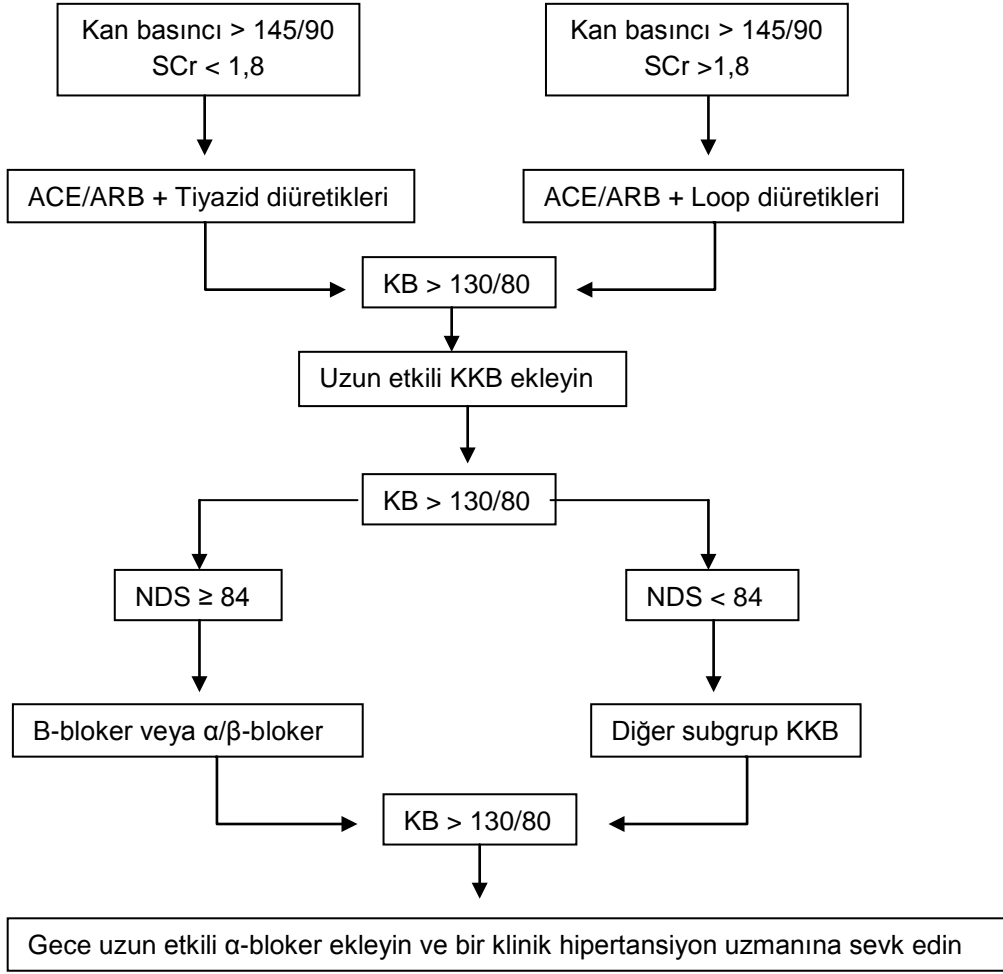 Kan basıncı > 145/90
SCr < 1,8
Kan basıncı > 145/90
SCr >1,8
ACE/ARB + Tiyazid diüretikleri
ACE/ARB + Loop diüretikleri
KB > 130/80
Uzun etkili KKB ekleyin
KB > 130/80
NDS ≥ 84
NDS < 84
B-bloker veya α/β-bloker
Diğer subgrup KKB
KB > 130/80
Gece uzun etkili α-bloker ekleyin ve bir klinik hipertansiyon uzmanına sevk edin